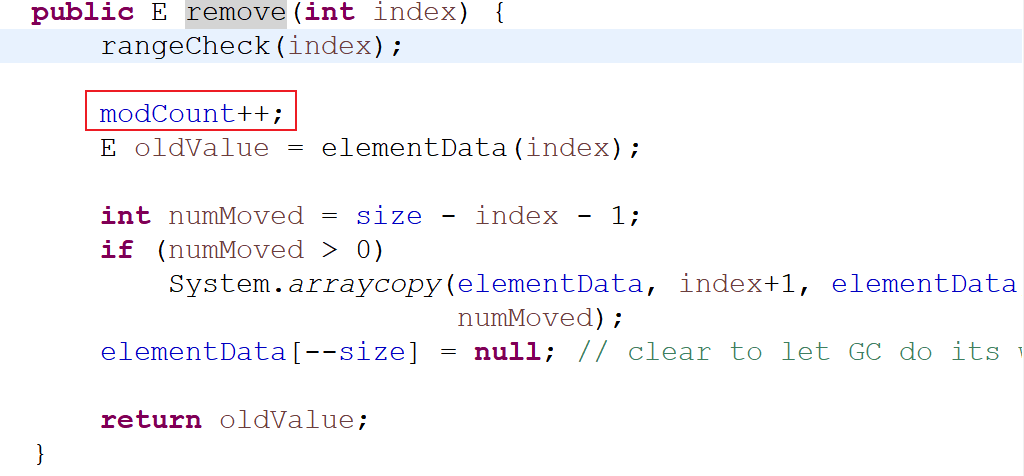 public E remove(int index) {
    rangeCheck(index);
    modCount++;
    E oldValue = elementData(index);
    int numMoved = size - index - 1;
    if (numMoved > 0)
        System.arraycopy(elementData, index+1, elementData
                         numMoved);
    elementData[--size] = null; // clear to let GC do its
    return oldValue;
}